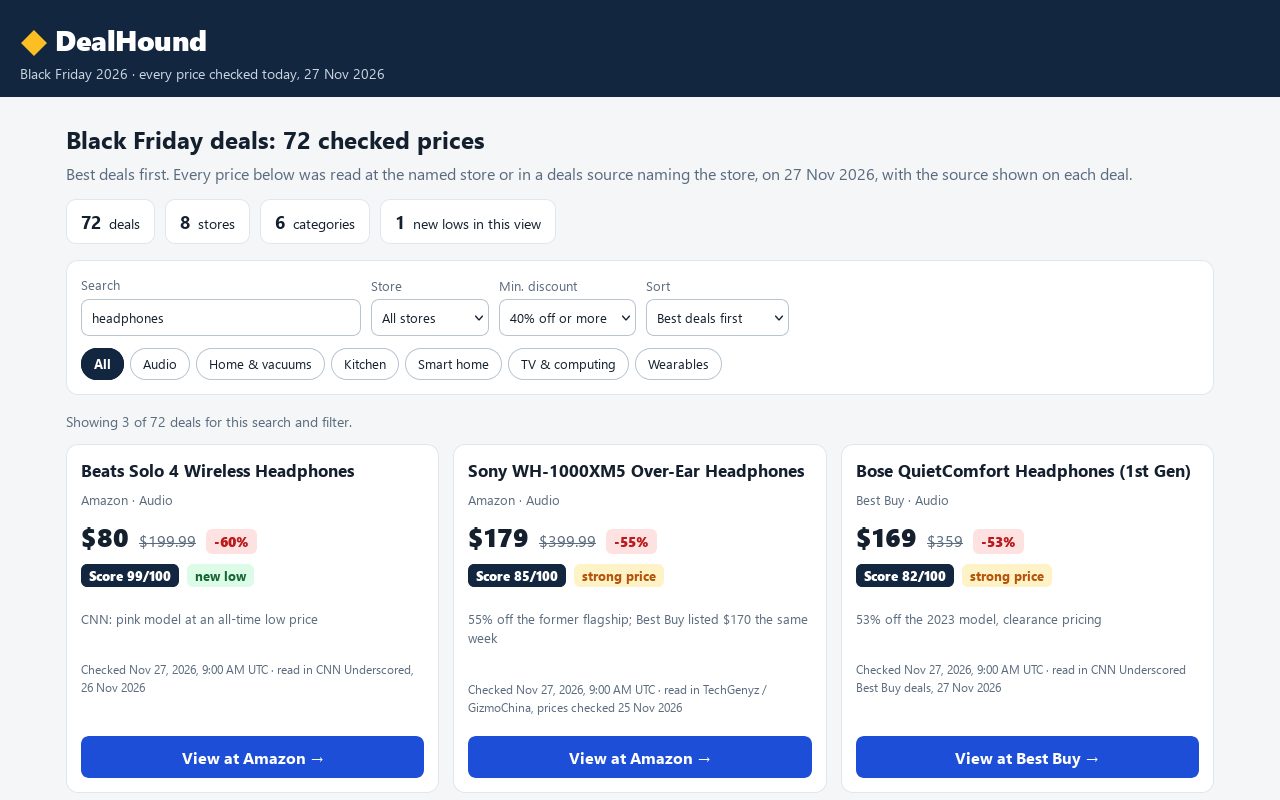 DealHound
Black Friday 2026 · every price checked today, 27 Nov 2026
Black Friday deals: 72 checked prices
Best deals first. Every price below was read at the named store or in a deals source naming the store, on 27 Nov 2026, with the source shown on each deal.
72 deals
8 stores
6 categories
1 new lows in this view
Search
Store
Min. discount
Sort
headphones
All stores
40% off or more
Best deals first
All
Audio
Home & vacuums
Kitchen
Smart home
TV & computing
Wearables
Showing 3 of 72 deals for this search and filter.
Beats Solo 4 Wireless Headphones
Amazon · Audio
$80 $199.99 -60%
Score 99/100 new low
CNN: pink model at an all-time low price
Checked Nov 27, 2026, 9:00 AM UTC · read in CNN Underscored,
26 Nov 2026
View at Amazon →
Sony WH-1000XM5 Over-Ear Headphones
Amazon · Audio
$179 $399.99 -55%
Score 85/100 strong price
55% off the former flagship; Best Buy listed $170 the same
week
Checked Nov 27, 2026, 9:00 AM UTC · read in TechGenyz /
GizmoChina, prices checked 25 Nov 2026
View at Amazon →
Bose QuietComfort Headphones (1st Gen)
Best Buy · Audio
$169 $359 -53%
Score 82/100 strong price
53% off the 2023 model, clearance pricing
Checked Nov 27, 2026, 9:00 AM UTC · read in CNN Underscored
Best Buy deals, 27 Nov 2026
View at Best Buy →